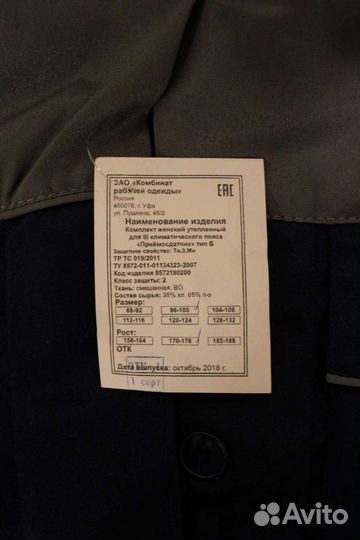 ЗАО «Комбинат
рабочей одежды»
EAC
Россия
450076, г. Уфа
ул. Пушкина, 45/2
Наименование изделия
Комплект женский утепленный
для III климатического пояса
«Приёмосдатчик» тип Б
Защитное свойство: Тн,З,Ми
ТР ТС 019/2011
ТУ 8572-011-01124323-2007
Код изделия 8572180200
Класс защиты: 2
Ткань: смешанная, ВО.
Состав сырья: 35% хл, 65% п-э
Размер:
88-92 96-100 104-108
112-116 120-124 128-132
Рост:
158-164 170-176 182-188
ОТК
ОТК 1
1 сорт
Дата выпуска: октябрь 2018 г.
Avito